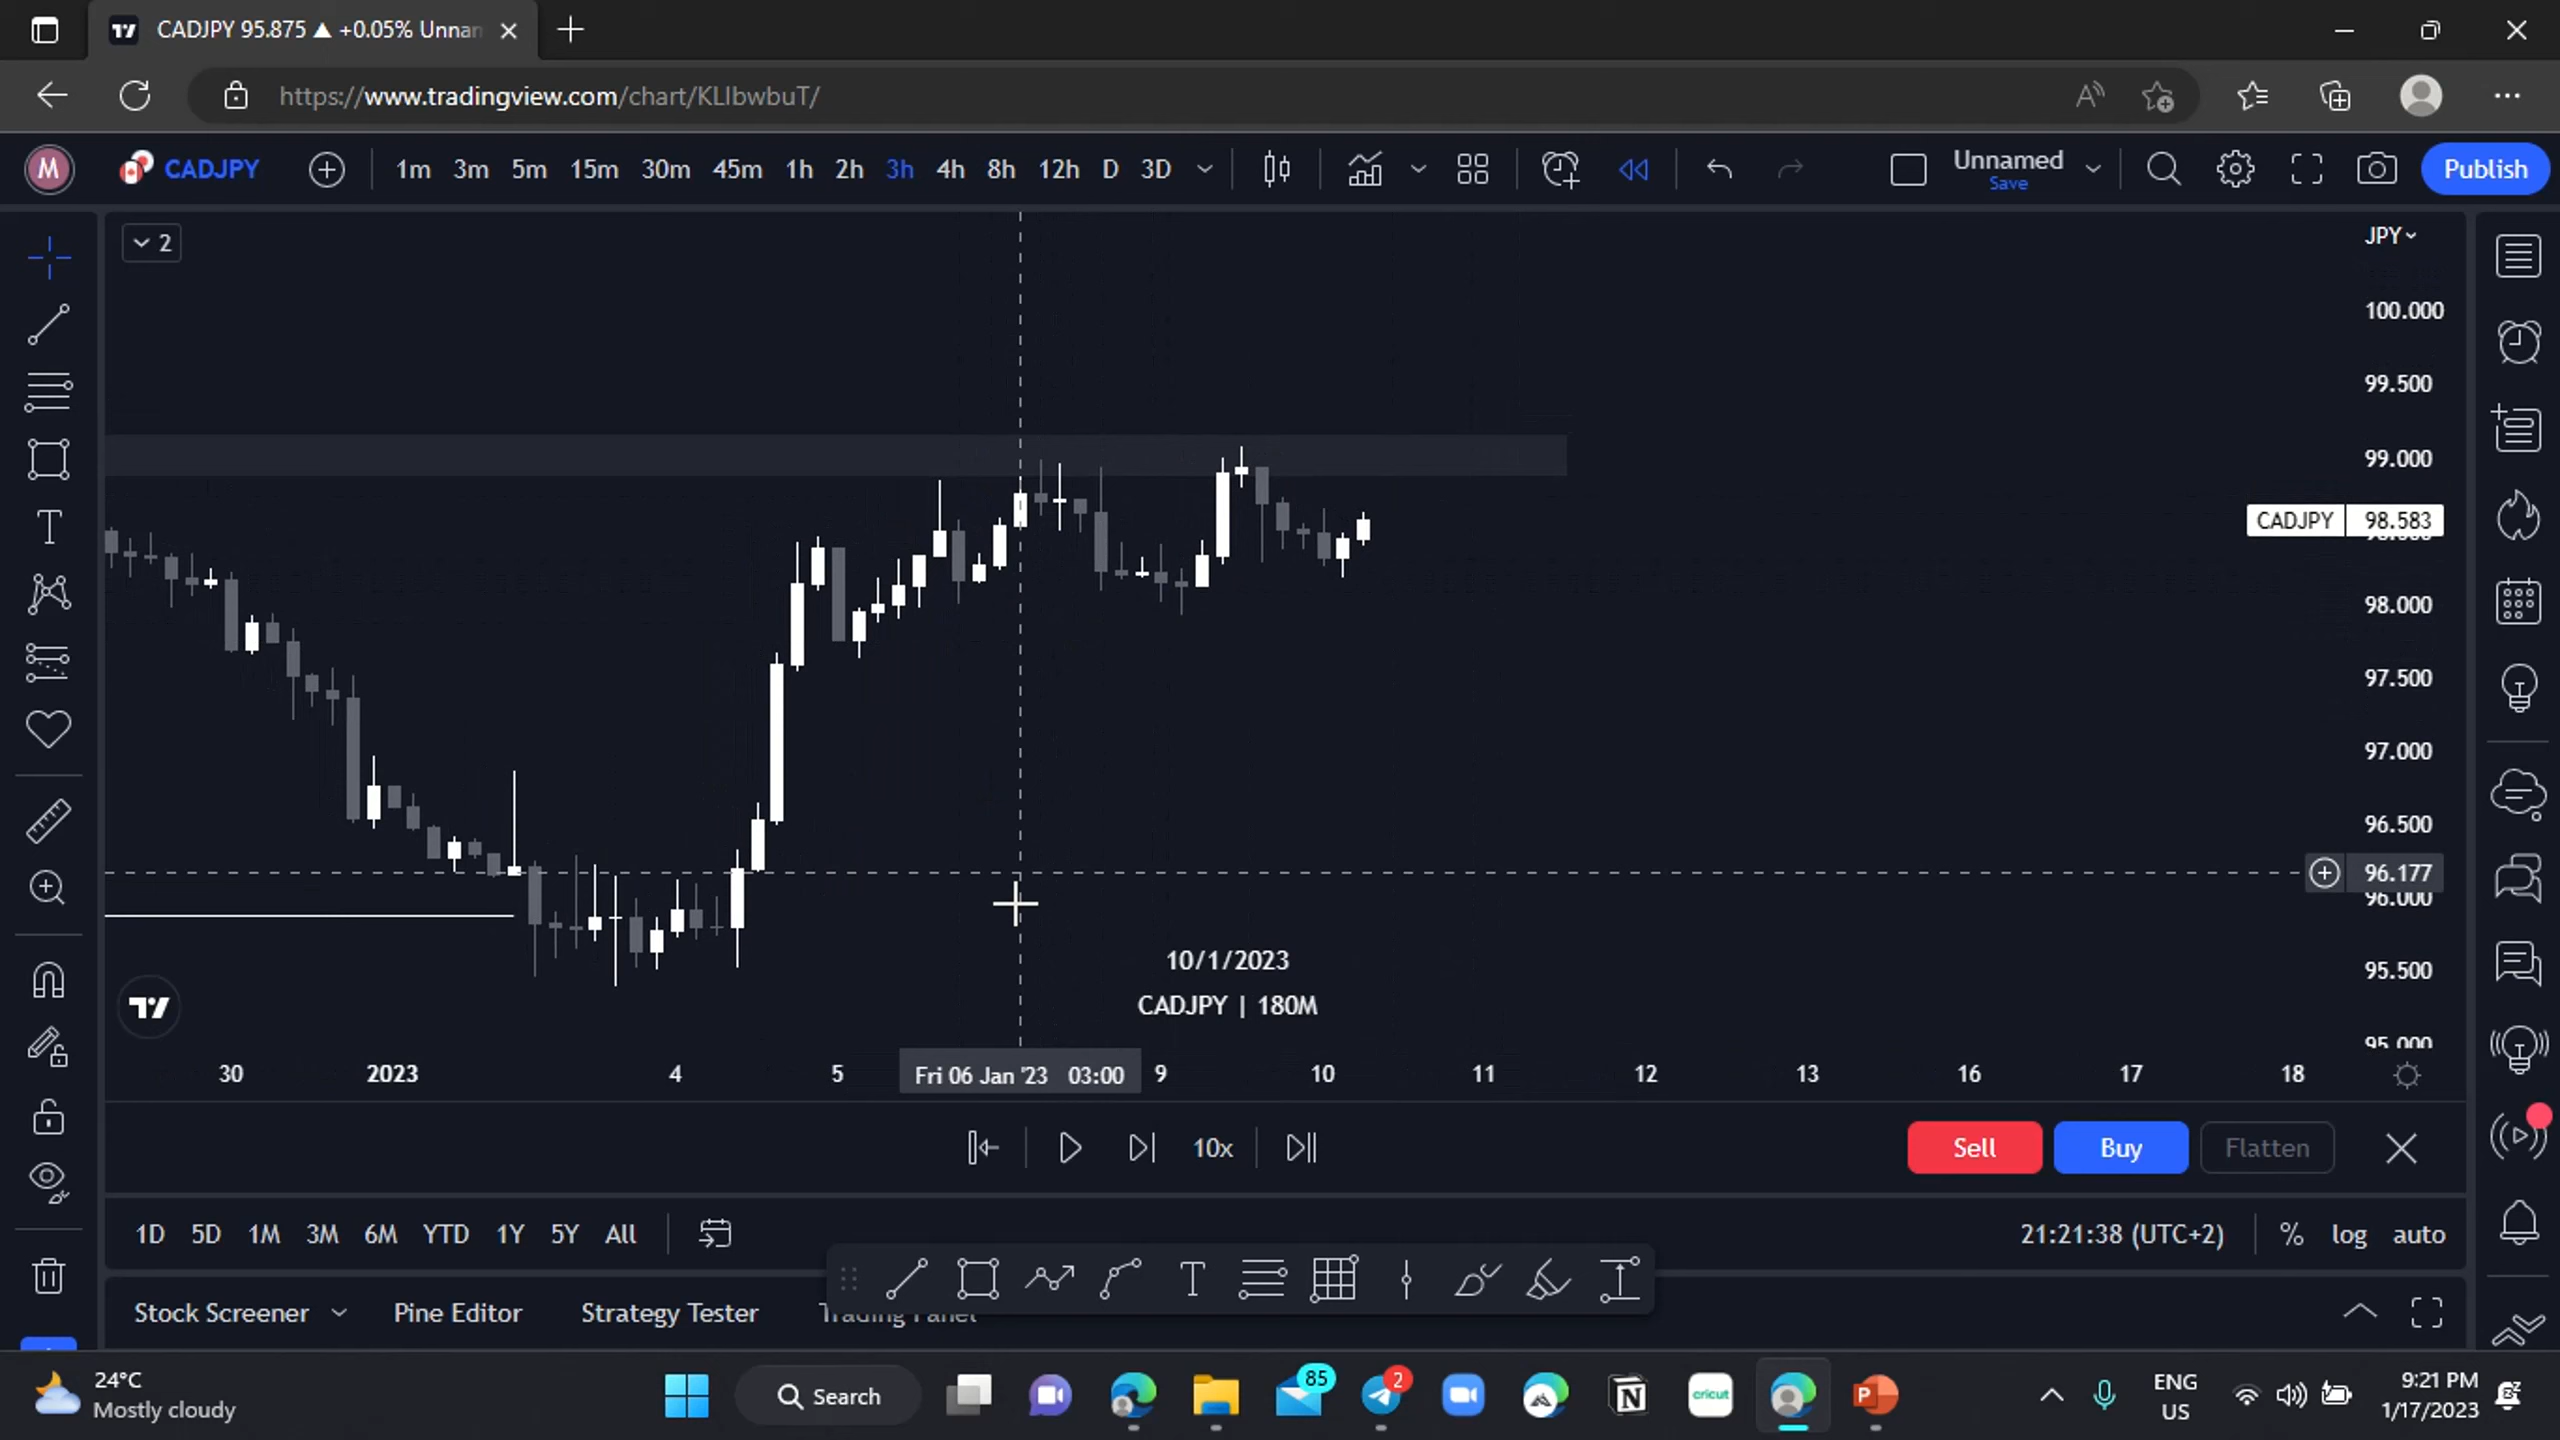 CADJPY 95.875 ▲ +0.05% Unnar
https://www.tradingview.com/chart/KLIbwbuT/
M CADJPY 1m 3m 5m 15m 30m 45m 1h 2h 3h 4h 8h 12h D 3D Unnamed Save Publish
2
JPY
100.000
99.500
99.000
CADJPY 98.583
98.000
97.500
97.000
96.500
96.177
96.000
95.500
95.000
10/1/2023
CADJPY | 180M
30 2023 4 5 Fri 06 Jan '23 03:00 9 10 11 12 13 16 17 18
10x Sell Buy Flatten
1D 5D 1M 3M 6M YTD 1Y 5Y All 21:21:38 (UTC+2) % log auto
T
Stock Screener Pine Editor Strategy Tester Trading Panel
24°C
Mostly cloudy
Search
85
2
cricut
ENG
US
9:21 PM
1/17/2023